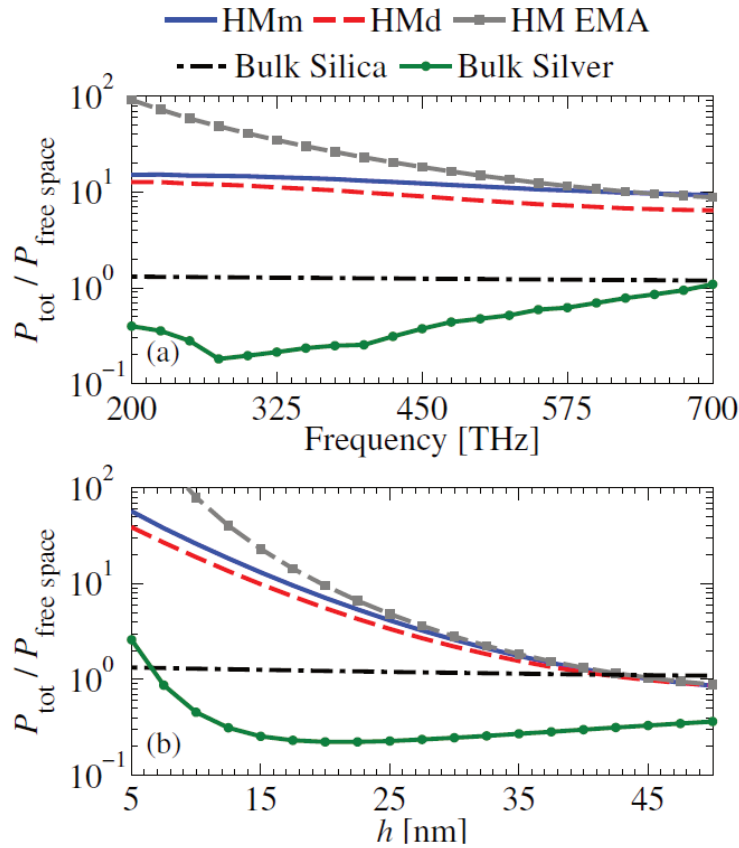 HMm HMd HM EMA
Bulk Silica Bulk Silver
10^2
10^1
10^0
10^-1
P_tot / P_free space
(a)
200 325 450 575 700
Frequency [THz]
10^2
10^1
10^0
10^-1
P_tot / P_free space
(b)
5 15 25 35 45
h [nm]